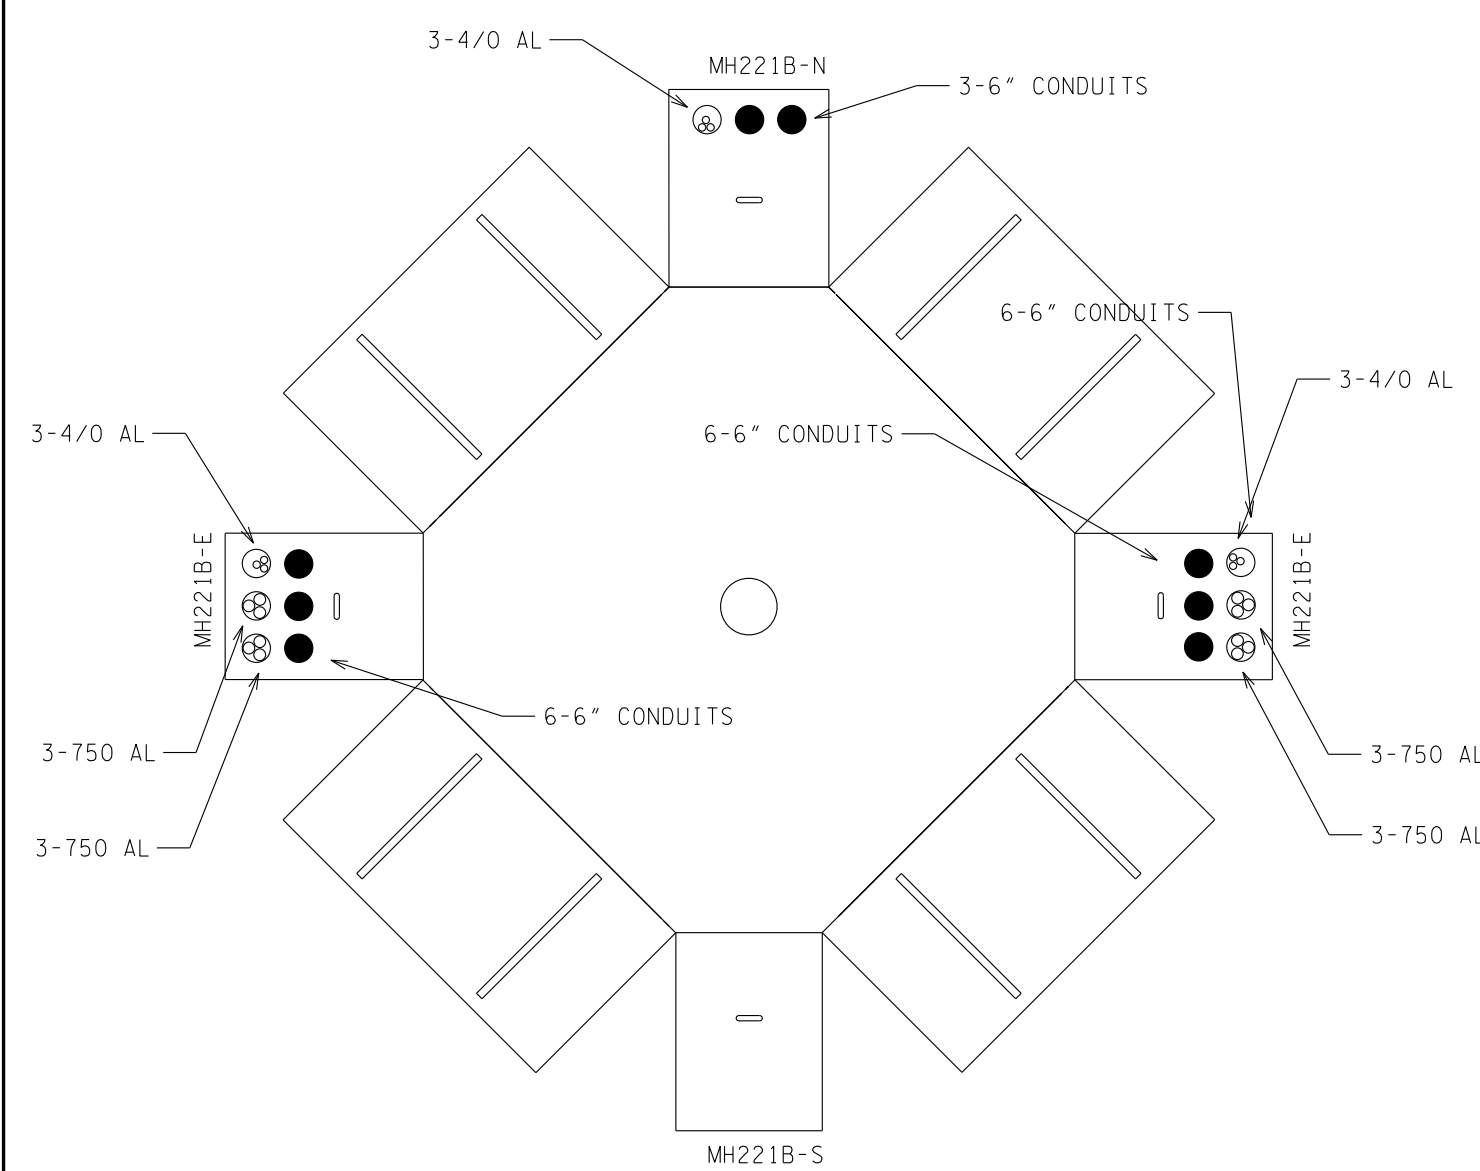 3-4/0 AL
MH221B-N
3-6" CONDUITS
6-6" CONDUITS
3-4/0 AL
3-4/0 AL
6-6" CONDUITS
MH221B-E
MH221B-E
6-6" CONDUITS
3-750 AL
3-750 AL
3-750 AL
3-750 AL
MH221B-S